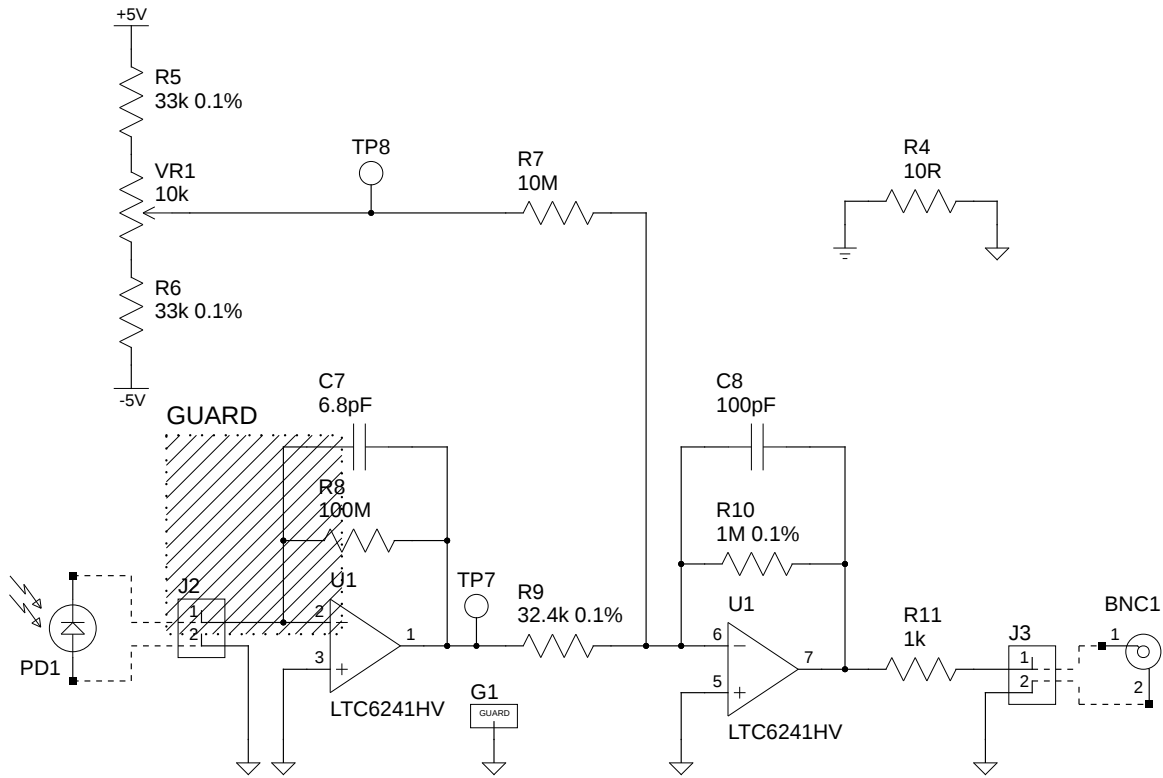 +5V
R5
33k 0.1%
VR1
10k
R6
33k 0.1%
-5V
TP8
R7
10M
R4
10R
GUARD
C7
6.8pF
R8
100M
C8
100pF
R10
1M 0.1%
PD1
J2
1
2
U1
2
3
1
LTC6241HV
TP7
R9
32.4k 0.1%
G1
GUARD
U1
6
5
7
LTC6241HV
R11
1k
J3
1
2
BNC1
1
2